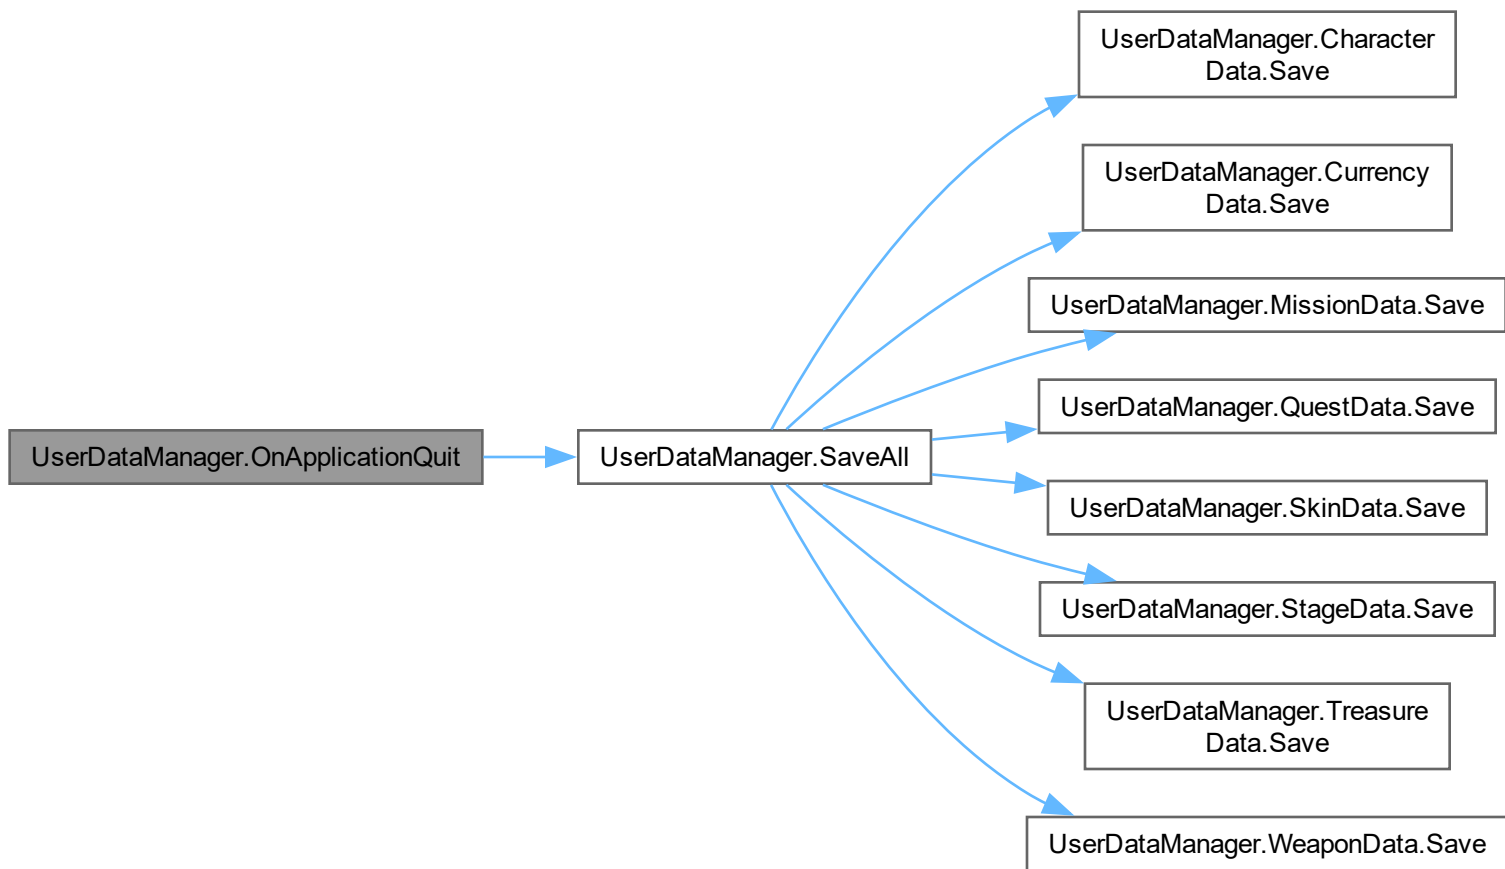 UserDataManager.Character
Data.Save
UserDataManager.Currency
Data.Save
UserDataManager.MissionData.Save
UserDataManager.QuestData.Save
UserDataManager.OnApplicationQuit
UserDataManager.SaveAll
UserDataManager.SkinData.Save
UserDataManager.StageData.Save
UserDataManager.Treasure
Data.Save
UserDataManager.WeaponData.Save